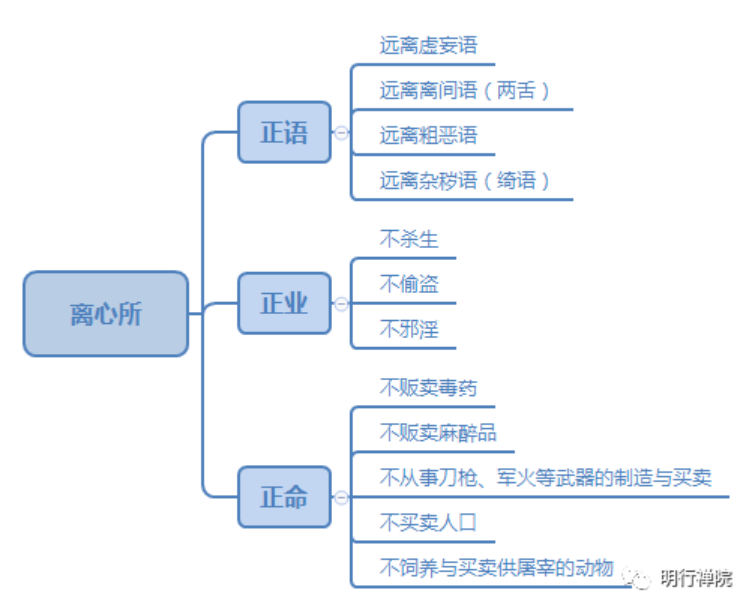 离心所
正语
远离虚妄语
远离离间语（两舌）
远离粗恶语
远离杂秽语（绮语）
正业
不杀生
不偷盗
不邪淫
正命
不贩卖毒药
不贩卖麻醉品
不从事刀枪、军火等武器的制造与买卖
不买卖人口
不饲养与买卖供屠宰的动物
明行禅院